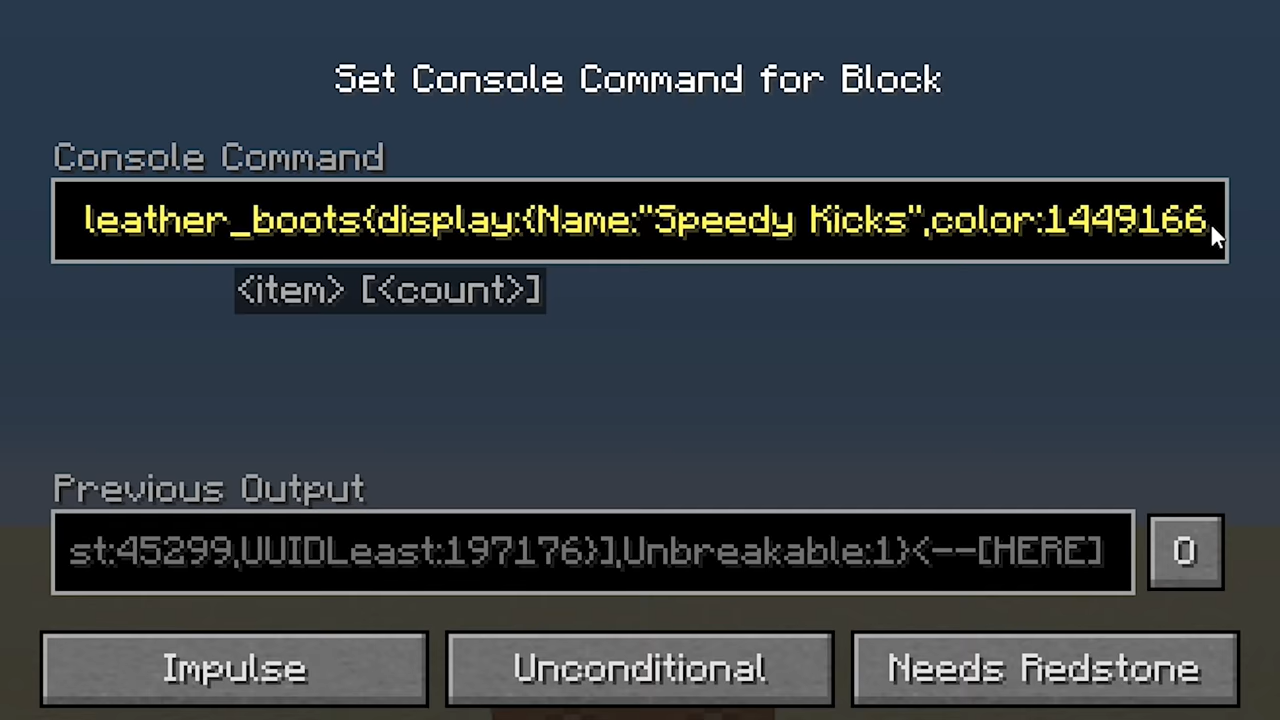 Set Console Command for Block
Console Command
leather_boots{display:{Name:"Speedy Kicks",color:1449166,
<item> [<count>]
Previous Output
st:45299,UUIDLeast:197176}],Unbreakable:1}<--[HERE]
O
Impulse
Unconditional
Needs Redstone